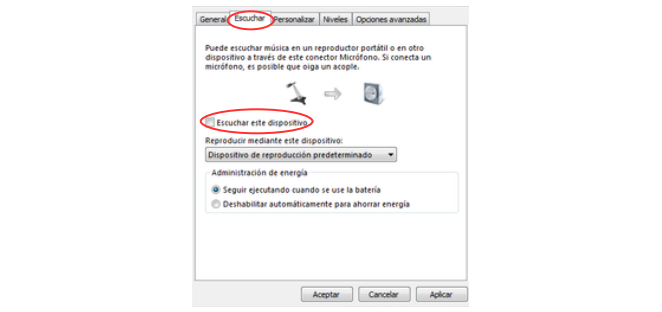 General Escuchar Personalizar Niveles Opciones avanzadas
Puede escuchar música en un reproductor portátil o en otro
dispositivo a través de este conector Micrófono. Si conecta un
micrófono, es posible que oiga un acople.
Escuchar este dispositivo
Reproducir mediante este dispositivo:
Dispositivo de reproducción predeterminado
Administración de energía
Seguir ejecutando cuando se use la batería
Deshabilitar automáticamente para ahorrar energía
Aceptar Cancelar Aplicar